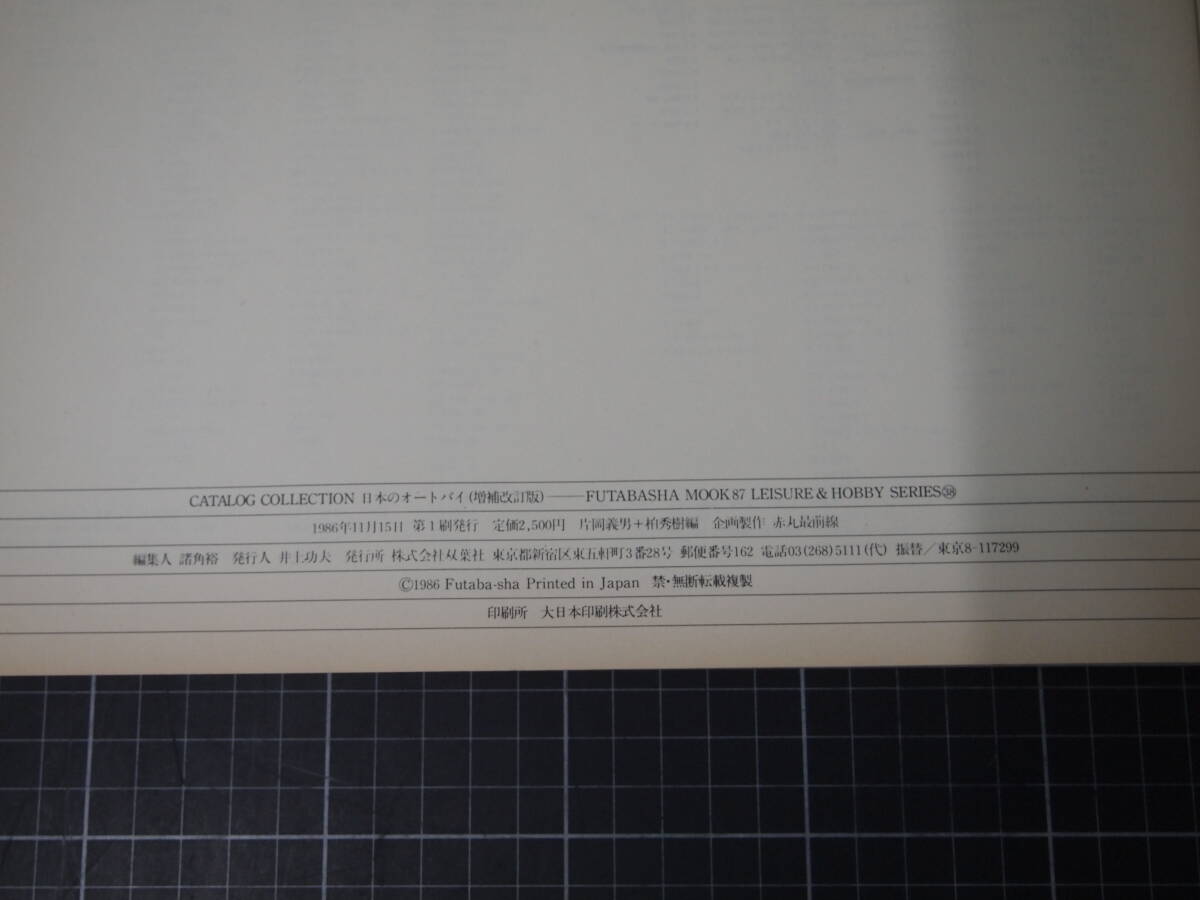 CATALOG COLLECTION 日本のオートバイ(増補改訂版)——FUTABASHA MOOK87 LEISURE & HOBBY SERIES㊳
1986年11月15日 第1刷発行 定価2,500円 片岡義男+柏秀樹編 企画製作 赤丸最前線
編集人 諸角裕 発行人 井上功夫 発行所 株式会社双葉社 東京都新宿区東五軒町3番28号 郵便番号162 電話03(268)5111(代) 振替／東京8-117299
©1986 Futaba-sha Printed in Japan 禁・無断転載複製
印刷所 大日本印刷株式会社